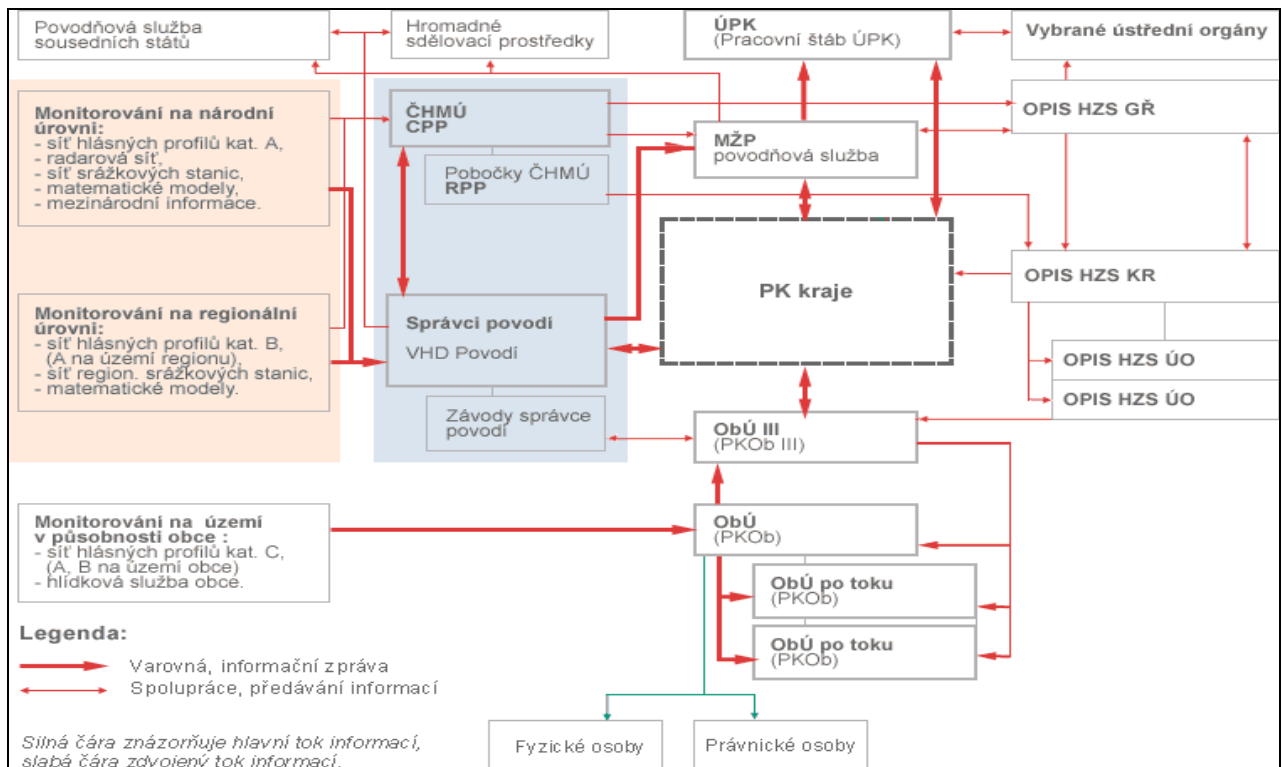 Povodňová služba
sousedních států
Hromadné
sdělovací prostředky
ÚPK
(Pracovní štáb ÚPK)
Vybrané ústřední orgány
Monitorování na národní
úrovni:
- síť hlásných profilů kat. A,
- radarová síť,
- síť srážkových stanic,
- matematické modely,
- mezinárodní informace.
ČHMÚ
CPP
Pobočky ČHMÚ
RPP
MŽP
povodňová služba
OPIS HZS GŘ
PK kraje
OPIS HZS KR
Monitorování na regionální
úrovni:
- síť hlásných profilů kat. B,
(A na území regionu),
- síť region. srážkových stanic,
- matematické modely.
Správci povodí
VHD Povodí
Závody správce
povodí
OPIS HZS ÚO
OPIS HZS ÚO
ObÚ III
(PKOb III)
Monitorování na území
v působnosti obce :
- síť hlásných profilů kat. C,
(A, B na území obce)
- hlídková služba obce.
ObÚ
(PKOb)
ObÚ po toku
(PKOb)
ObÚ po toku
(PKOb)
Legenda:
Varovná, informační zpráva
Spolupráce, předávání informací
Silná čára znázorňuje hlavní tok informací,
slabá čára zdvojený tok informací.
Fyzické osoby
Právnické osoby